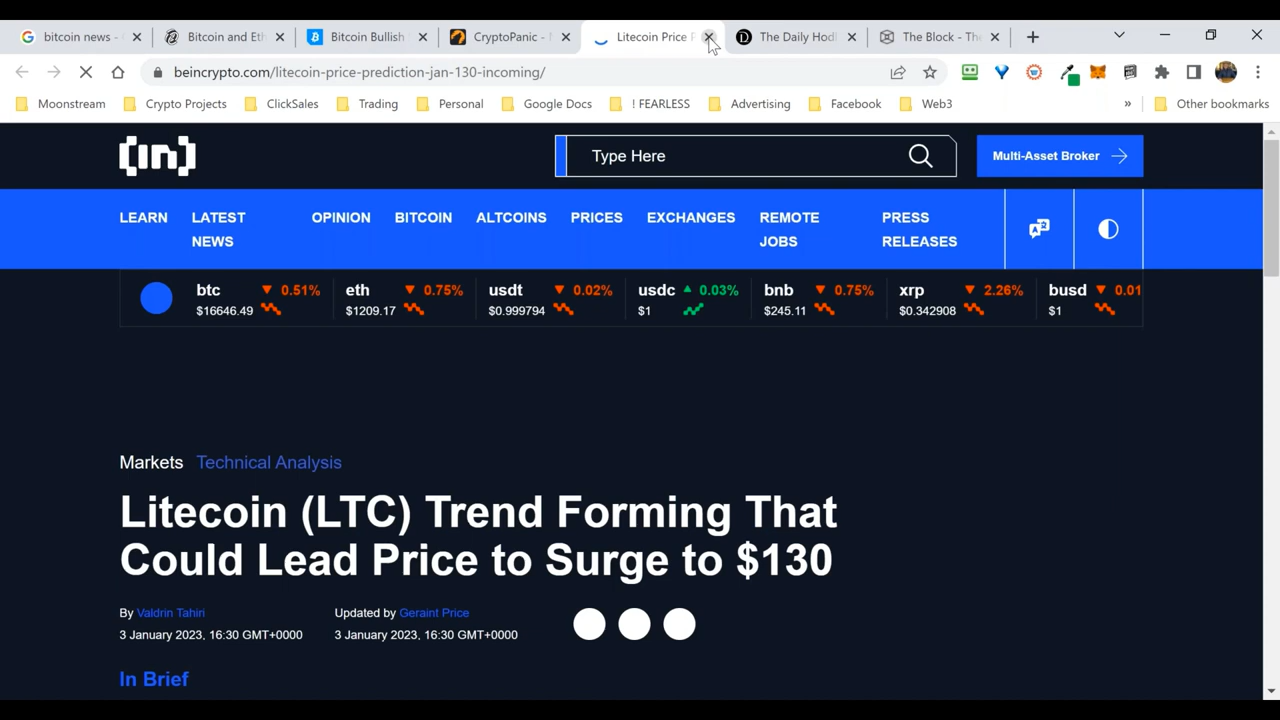 bitcoin news -
Bitcoin and Eth
Bitcoin Bullish
CryptoPanic -
Litecoin Price P
The Daily Hodl
The Block - The
beincrypto.com/litecoin-price-prediction-jan-130-incoming/
Moonstream
Crypto Projects
ClickSales
Trading
Personal
Google Docs
! FEARLESS
Advertising
Facebook
Web3
»
Other bookmarks
[in]
Type Here
Multi-Asset Broker
LEARN
LATEST
NEWS
OPINION
BITCOIN
ALTCOINS
PRICES
EXCHANGES
REMOTE
JOBS
PRESS
RELEASES
btc 0.51%
$16646.49
eth 0.75%
$1209.17
usdt 0.02%
$0.999794
usdc 0.03%
$1
bnb 0.75%
$245.11
xrp 2.26%
$0.342908
busd 0.01
$1
Markets Technical Analysis
Litecoin (LTC) Trend Forming That
Could Lead Price to Surge to $130
By Valdrin Tahiri
3 January 2023, 16:30 GMT+0000
Updated by Geraint Price
3 January 2023, 16:30 GMT+0000
In Brief